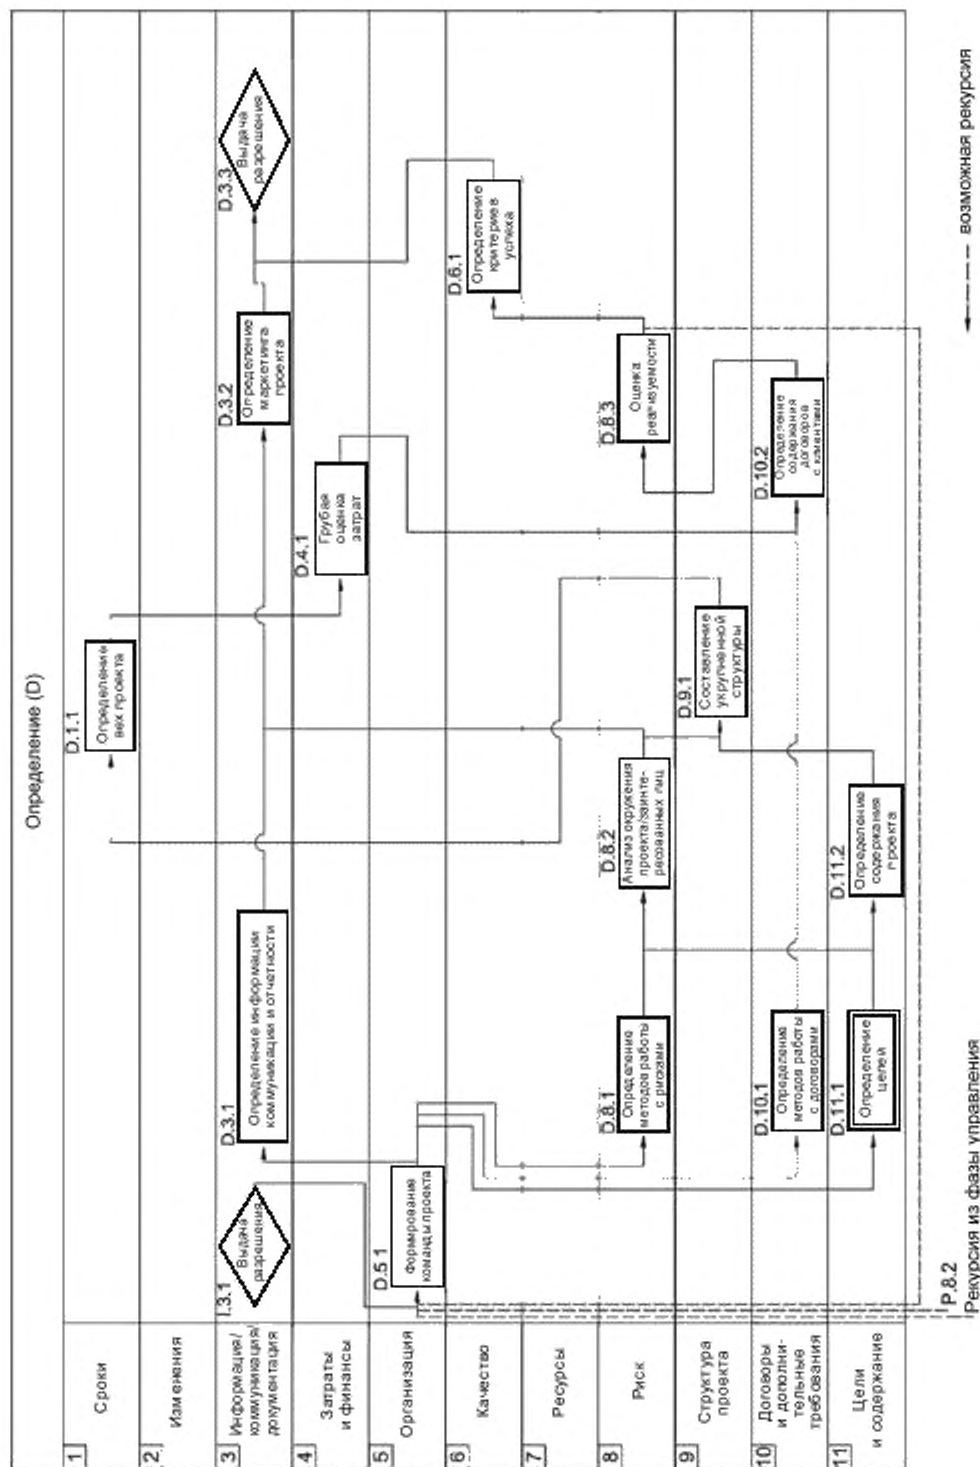 Определение (D)
1
Сроки
D.1.1
Определение
вех проекта
2
Изменения
3
Информация/
коммуникация/
документация
I.3.1
Выдача
разрешения
D.3.1
Определение информации
коммуникации и отчетности
D.3.2
Определение
маркетинга
проекта
D.3.3
Выдача
разрешения
4
Затраты
и финансы
D.4.1
Грубая
оценка
затрат
5
Организация
D.5 1
Формирование
команды проекта
6
Качество
D.6.1
Определение
критериев
успеха
7
Ресурсы
8
Риск
D.8.1
Определение
методов работы
с рисками
D.8.2
Анализ окружения
проекта/заинте-
ресованных лиц
D.8.3
Оценка
реализуемости
9
Структура
проекта
D.9.1
Составление
укрупненной
структуры
10
Договоры
и дополни-
тельные
требования
D.10.1
Определение
методов работы
с договорами
D.10.2
Определение
содержания
договоров
с клиентами
11
Цели
и содержание
D.11.1
Определение
целей
D.11.2
Определение
содержания
проекта
P.8.2
Рекурсия из фазы управления
возможная рекурсия